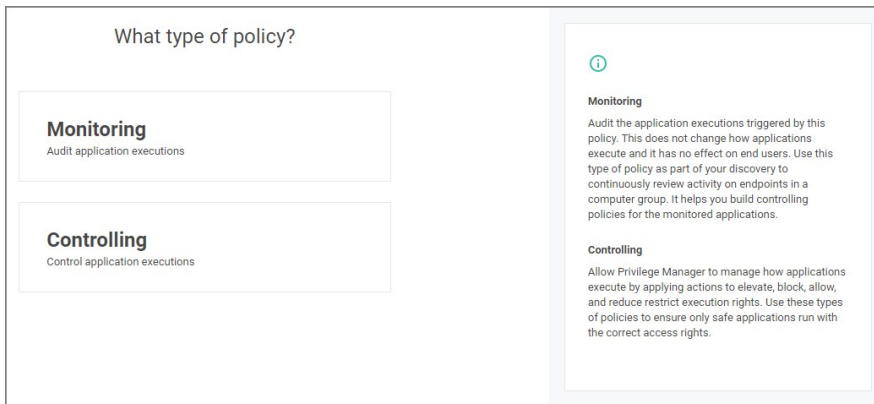 What type of policy?
Monitoring
Audit application executions
Controlling
Control application executions
Monitoring
Audit the application executions triggered by this
policy. This does not change how applications
execute and it has no effect on end users. Use this
type of policy as part of your discovery to
continuously review activity on endpoints in a
computer group. It helps you build controlling
policies for the monitored applications.
Controlling
Allow Privilege Manager to manage how applications
execute by applying actions to elevate, block, allow,
and reduce restrict execution rights. Use these types
of policies to ensure only safe applications run with
the correct access rights.